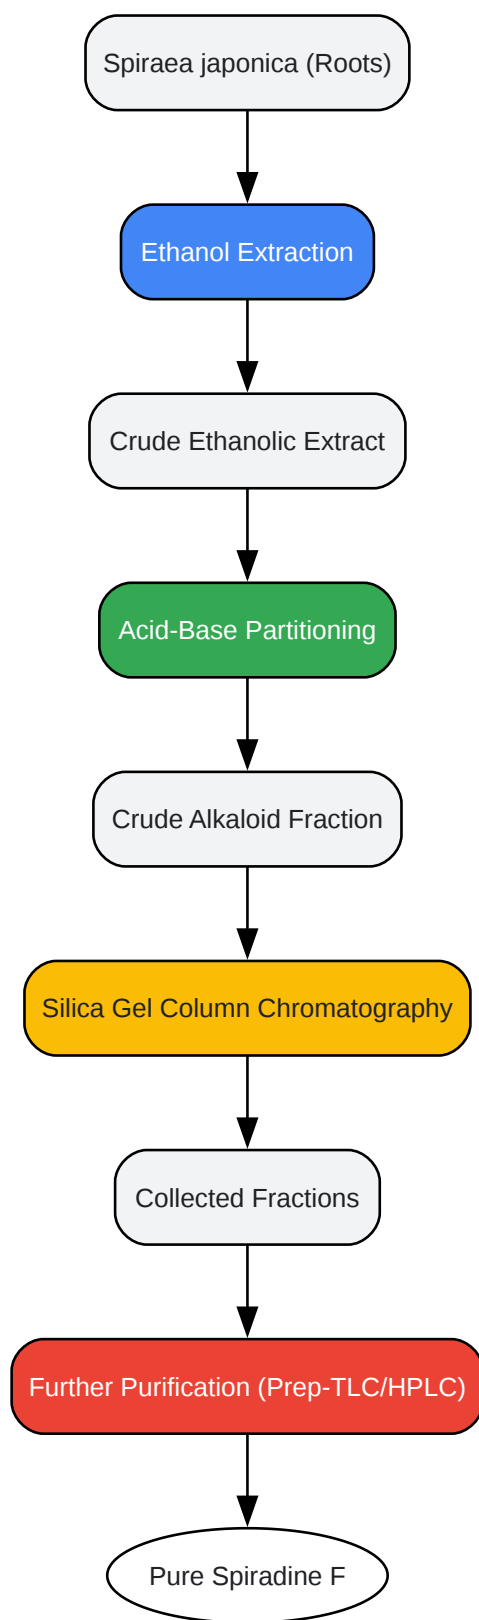 Spiraea japonica (Roots)
Ethanol Extraction
Crude Ethanolic Extract
Acid-Base Partitioning
Crude Alkaloid Fraction
Silica Gel Column Chromatography
Collected Fractions
Further Purification (Prep-TLC/HPLC)
Pure Spiradine F